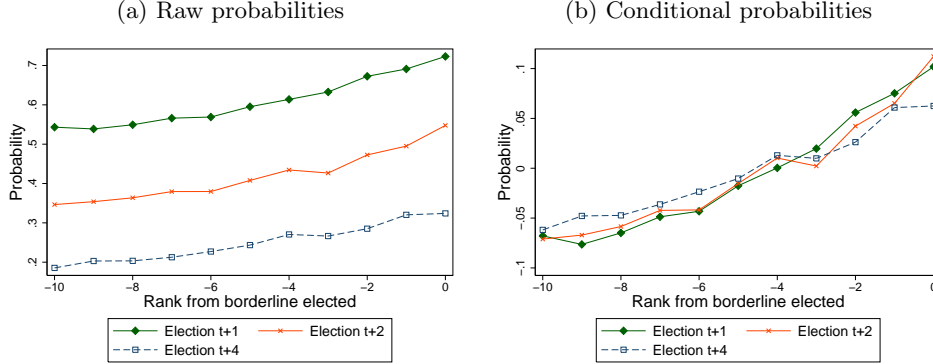 (a) Raw probabilities
(b) Conditional probabilities
Probability
.7
.6
.5
.4
.3
.2
−10
−8
−6
−4
−2
0
Rank from borderline elected
Election t+1
Election t+2
Election t+4
Probability
.1
.05
0
−.05
−.1
−10
−8
−6
−4
−2
0
Rank from borderline elected
Election t+1
Election t+2
Election t+4